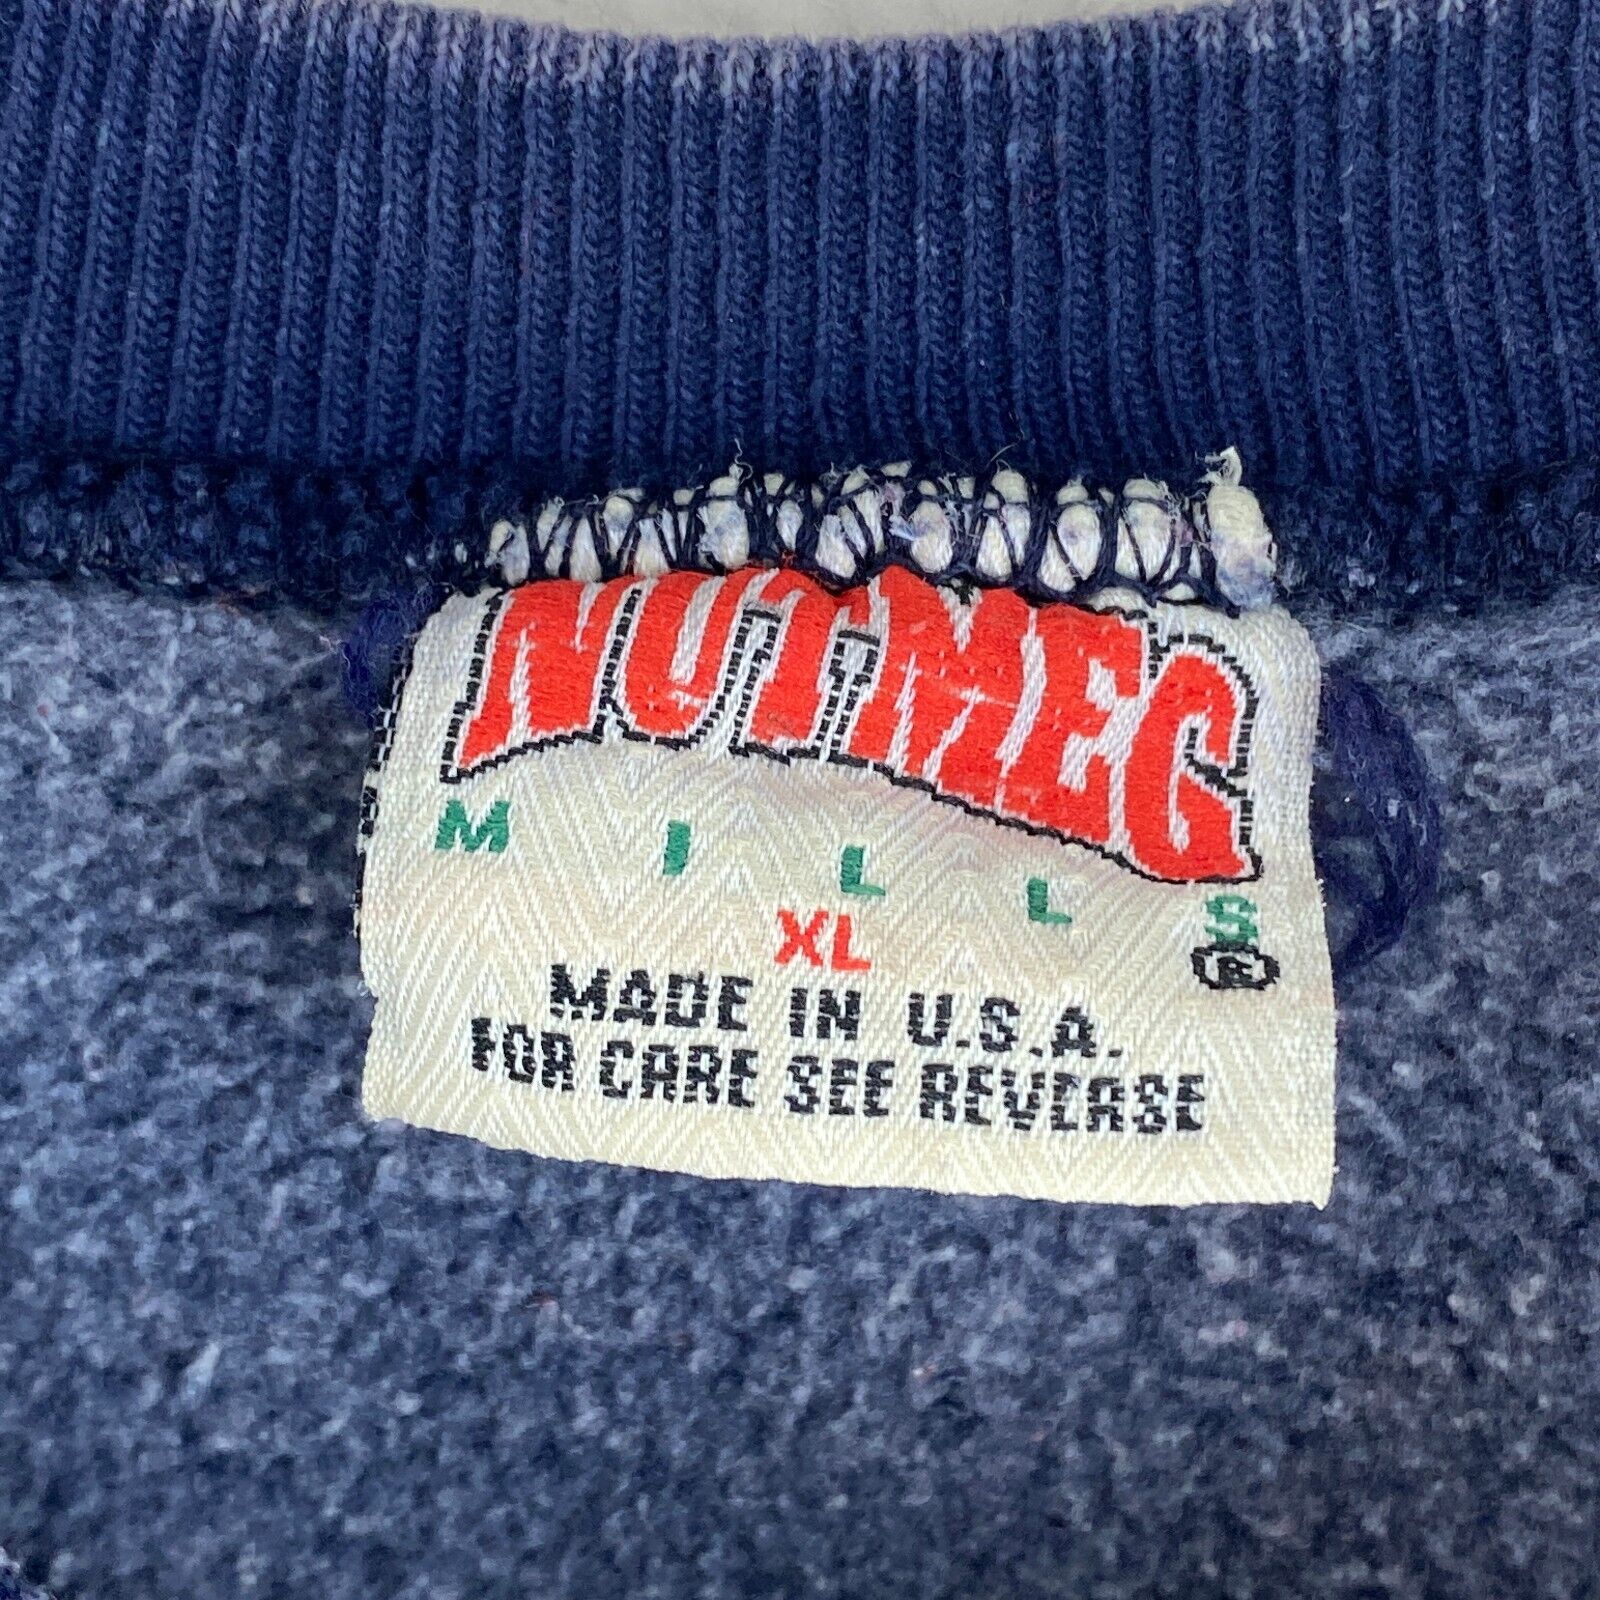 NUTMEG
MILLS
XL
®
MADE IN U.S.A.
FOR CARE SEE REVERSE